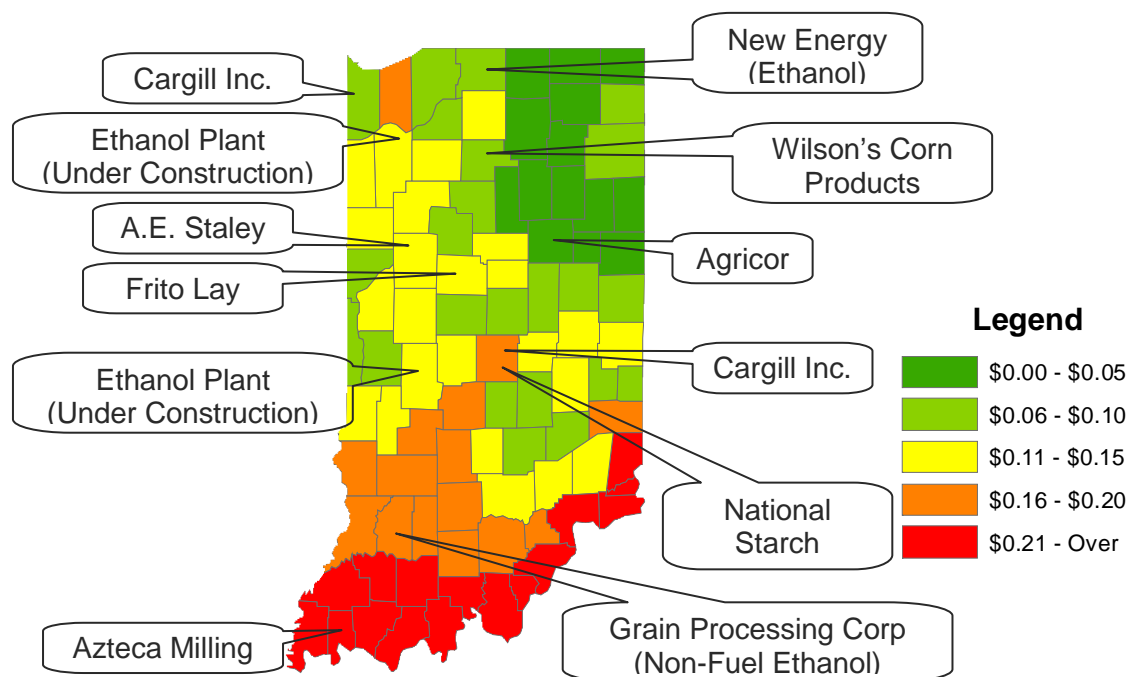 New Energy
(Ethanol)
Cargill Inc.
Ethanol Plant
(Under Construction)
Wilson's Corn
Products
A.E. Staley
Agricor
Frito Lay
Legend
$0.00 - $0.05
$0.06 - $0.10
$0.11 - $0.15
$0.16 - $0.20
$0.21 - Over
Cargill Inc.
Ethanol Plant
(Under Construction)
National
Starch
Grain Processing Corp
(Non-Fuel Ethanol)
Azteca Milling